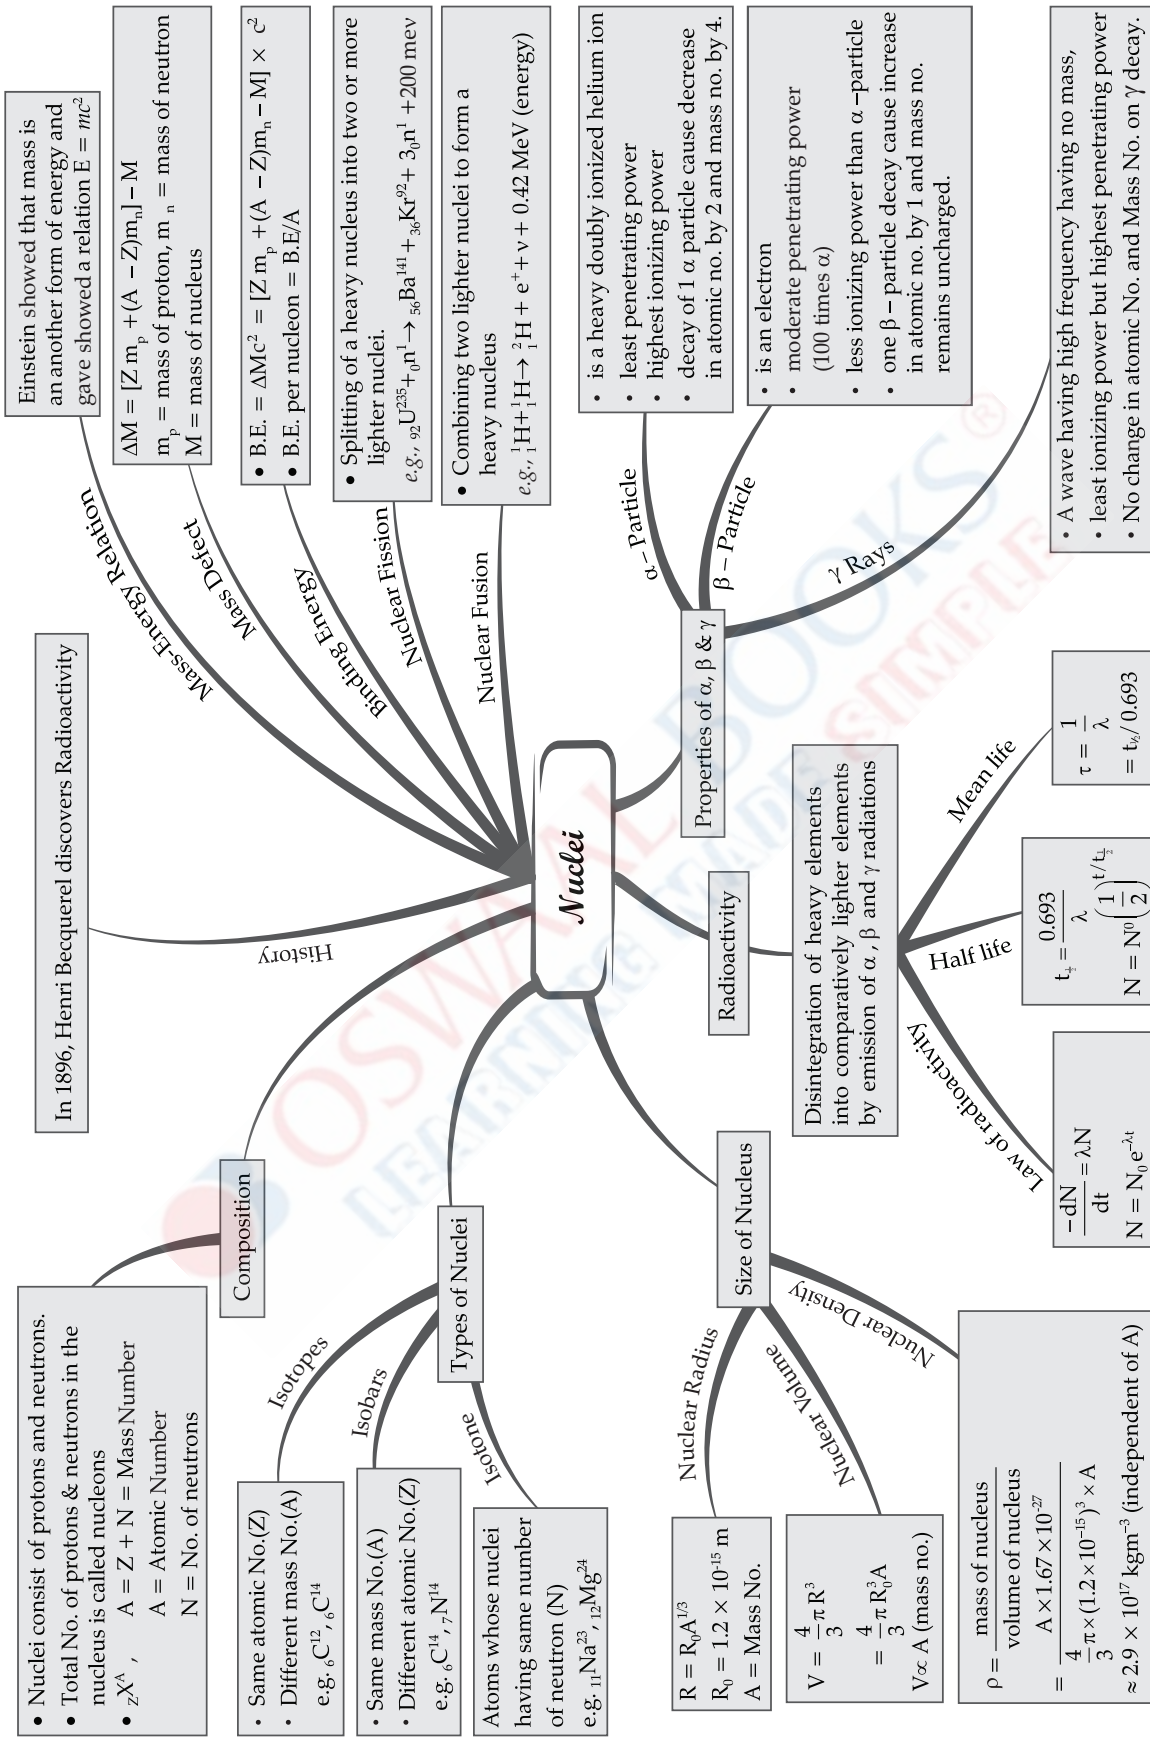 Nuclei
History
In 1896, Henri Becquerel discovers Radioactivity
Mass-Energy Relation
Einstein showed that mass is
an another form of energy and
gave showed a relation E = mc²
Mass Defect
ΔM = [Z mₚ +(A – Z)mₙ] – M
mₚ = mass of proton, m ₙ = mass of neutron
M = mass of nucleus
Binding Energy
• B.E. = ΔMc² = [Z mₚ +(A – Z)mₙ – M] × c²
• B.E. per nucleon = B.E/A
Nuclear Fission
• Splitting of a heavy nucleus into two or more
lighter nuclei.
e.g., ₉₂U²³⁵+₀n¹→ ₅₆Ba¹⁴¹+₃₆Kr⁹²+ 3₀n¹ +200 mev
Nuclear Fusion
• Combining two lighter nuclei to form a
heavy nucleus
e.g., ¹₁H+¹₁H→ ²₁H + e⁺+ν + 0.42 MeV (energy)
Properties of α, β & γ
α – Particle
• is a heavy doubly ionized helium ion
• least penetrating power
• highest ionizing power
• decay of 1 α particle cause decrease
in atomic no. by 2 and mass no. by 4.
β – Particle
• is an electron
• moderate penetrating power
(100 times α)
• less ionizing power than α –particle
• one β – particle decay cause increase
in atomic no. by 1 and mass no.
remains uncharged.
γ Rays
• A wave having high frequency having no mass,
• least ionizing power but highest penetrating power
• No change in atomic No. and Mass No. on γ decay.
Radioactivity
Disintegration of heavy elements
into comparatively lighter elements
by emission of α , β and γ radiations
Mean life
τ = 1/λ
= t½/ 0.693
Half life
t½ = 0.693/λ
N = N⁰(1/2)^(t/t½)
Law of radioactivity
–dN/dt = λN
N = N₀ e^(–λt)
Size of Nucleus
Nuclear Radius
R = R₀A^(1/3)
R₀ = 1.2 × 10⁻¹⁵ m
A = Mass No.
Nuclear Volume
V = 4/3 π R³
= 4/3 π R₀³A
V∝ A (mass no.)
Nuclear Density
ρ = mass of nucleus/volume of nucleus
= A×1.67×10⁻²⁷/(4/3 π×(1.2×10⁻¹⁵)³ × A)
≈ 2.9 × 10¹⁷ kgm⁻³ (independent of A)
Types of Nuclei
Isotopes
• Same atomic No.(Z)
• Different mass No.(A)
e.g. ₆C¹², ₆C¹⁴
Isobars
• Same mass No.(A)
• Different atomic No.(Z)
e.g. ₆C¹⁴, ₇N¹⁴
Isotone
Atoms whose nuclei
having same number
of neutron (N)
e.g. ₁₁Na²³, ₁₂Mg²⁴
Composition
• Nuclei consist of protons and neutrons.
• Total No. of protons & neutrons in the
nucleus is called nucleons
• zXᴬ , A = Z + N = Mass Number
A = Atomic Number
N = No. of neutrons
OSWAAL BOOKS ®
LEARNING MADE SIMPLE